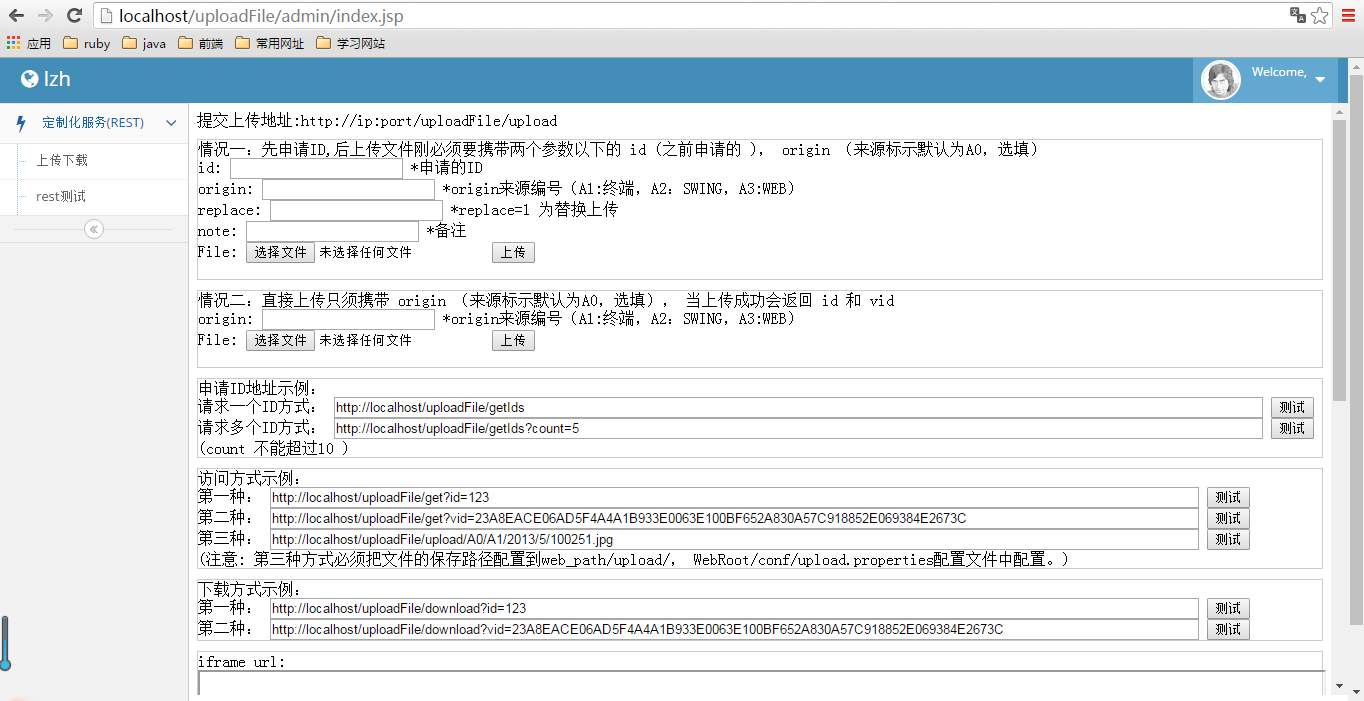 localhost/uploadFile/admin/index.jsp
应用 ruby java 前端 常用网址 学习网站
lzh
Welcome,
定制化服务(REST)
上传下载
rest测试
提交上传地址:http://ip:port/uploadFile/upload
情况一: 先申请ID,后上传文件刚必须要携带两个参数以下的 id (之前申请的 )， origin （来源标示默认为A0，选填）
id: *申请的ID
origin: *origin来源编号（A1:终端，A2: SWING，A3:WEB）
replace: *replace=1 为替换上传
note: *备注
File: 选择文件 未选择任何文件 上传
情况二: 直接上传只须携带 origin （来源标示默认为A0，选填）， 当上传成功会返回 id 和 vid
origin: *origin来源编号（A1:终端，A2: SWING，A3:WEB）
File: 选择文件 未选择任何文件 上传
申请ID地址示例:
请求一个ID方式: http://localhost/uploadFile/getIds 测试
请求多个ID方式: http://localhost/uploadFile/getIds?count=5 测试
(count 不能超过10 )
访问方式示例:
第一种: http://localhost/uploadFile/get?id=123 测试
第二种: http://localhost/uploadFile/get?vid=23A8EACE06AD5F4A4A1B933E0063E100BF652A830A57C918852E069384E2673C 测试
第三种: http://localhost/uploadFile/upload/A0/A1/2013/5/100251.jpg 测试
(注意: 第三种方式必须把文件的保存路径配置到web_path/upload/， WebRoot/conf/upload.properties配置文件中配置。)
下载方式示例:
第一种: http://localhost/uploadFile/download?id=123 测试
第二种: http://localhost/uploadFile/download?vid=23A8EACE06AD5F4A4A1B933E0063E100BF652A830A57C918852E069384E2673C 测试
iframe url: